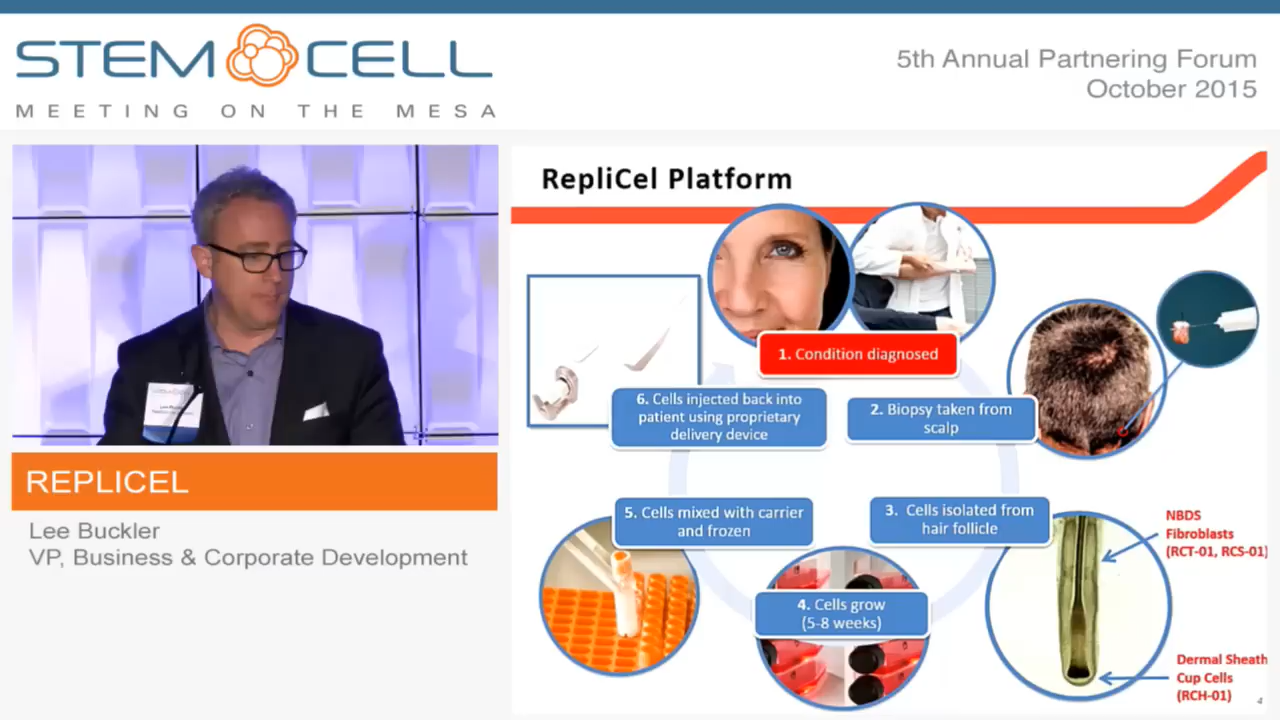 STEM CELL
MEETING ON THE MESA
5th Annual Partnering Forum
October 2015
REPLICEL
Lee Buckler
VP, Business & Corporate Development
RepliCel Platform
1. Condition diagnosed
2. Biopsy taken from
scalp
3. Cells isolated from
hair follicle
NBDS
Fibroblasts
(RCT-01, RCS-01)
Dermal Sheath
Cup Cells
(RCH-01)
4. Cells grow
(5-8 weeks)
5. Cells mixed with carrier
and frozen
6. Cells injected back into
patient using proprietary
delivery device
4